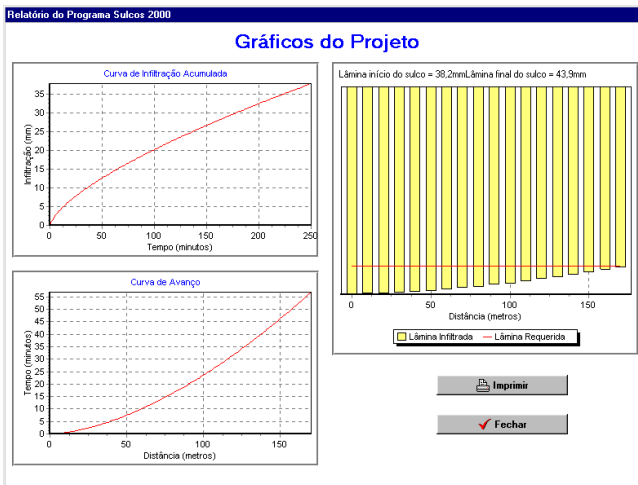 Relatório do Programa Sulcos 2000
Gráficos do Projeto
Curva de Infiltração Acumulada
Infiltração (mm)
35
30
25
20
15
10
5
0
0 50 100 150 200 250
Tempo (minutos)
Curva de Avanço
Tempo (minutos)
55
50
45
40
35
30
25
20
15
10
5
0
0 50 100 150
Distância (metros)
Lâmina início do sulco = 38,2mmLâmina final do sulco = 43,9mm
0 50 100 150
Distância (metros)
Lâmina Infiltrada Lâmina Requerida
Imprimir
Fechar